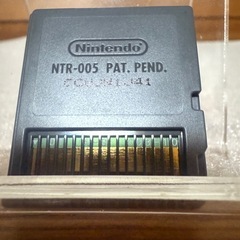 Nintendo
NTR-005 PAT. PEND.